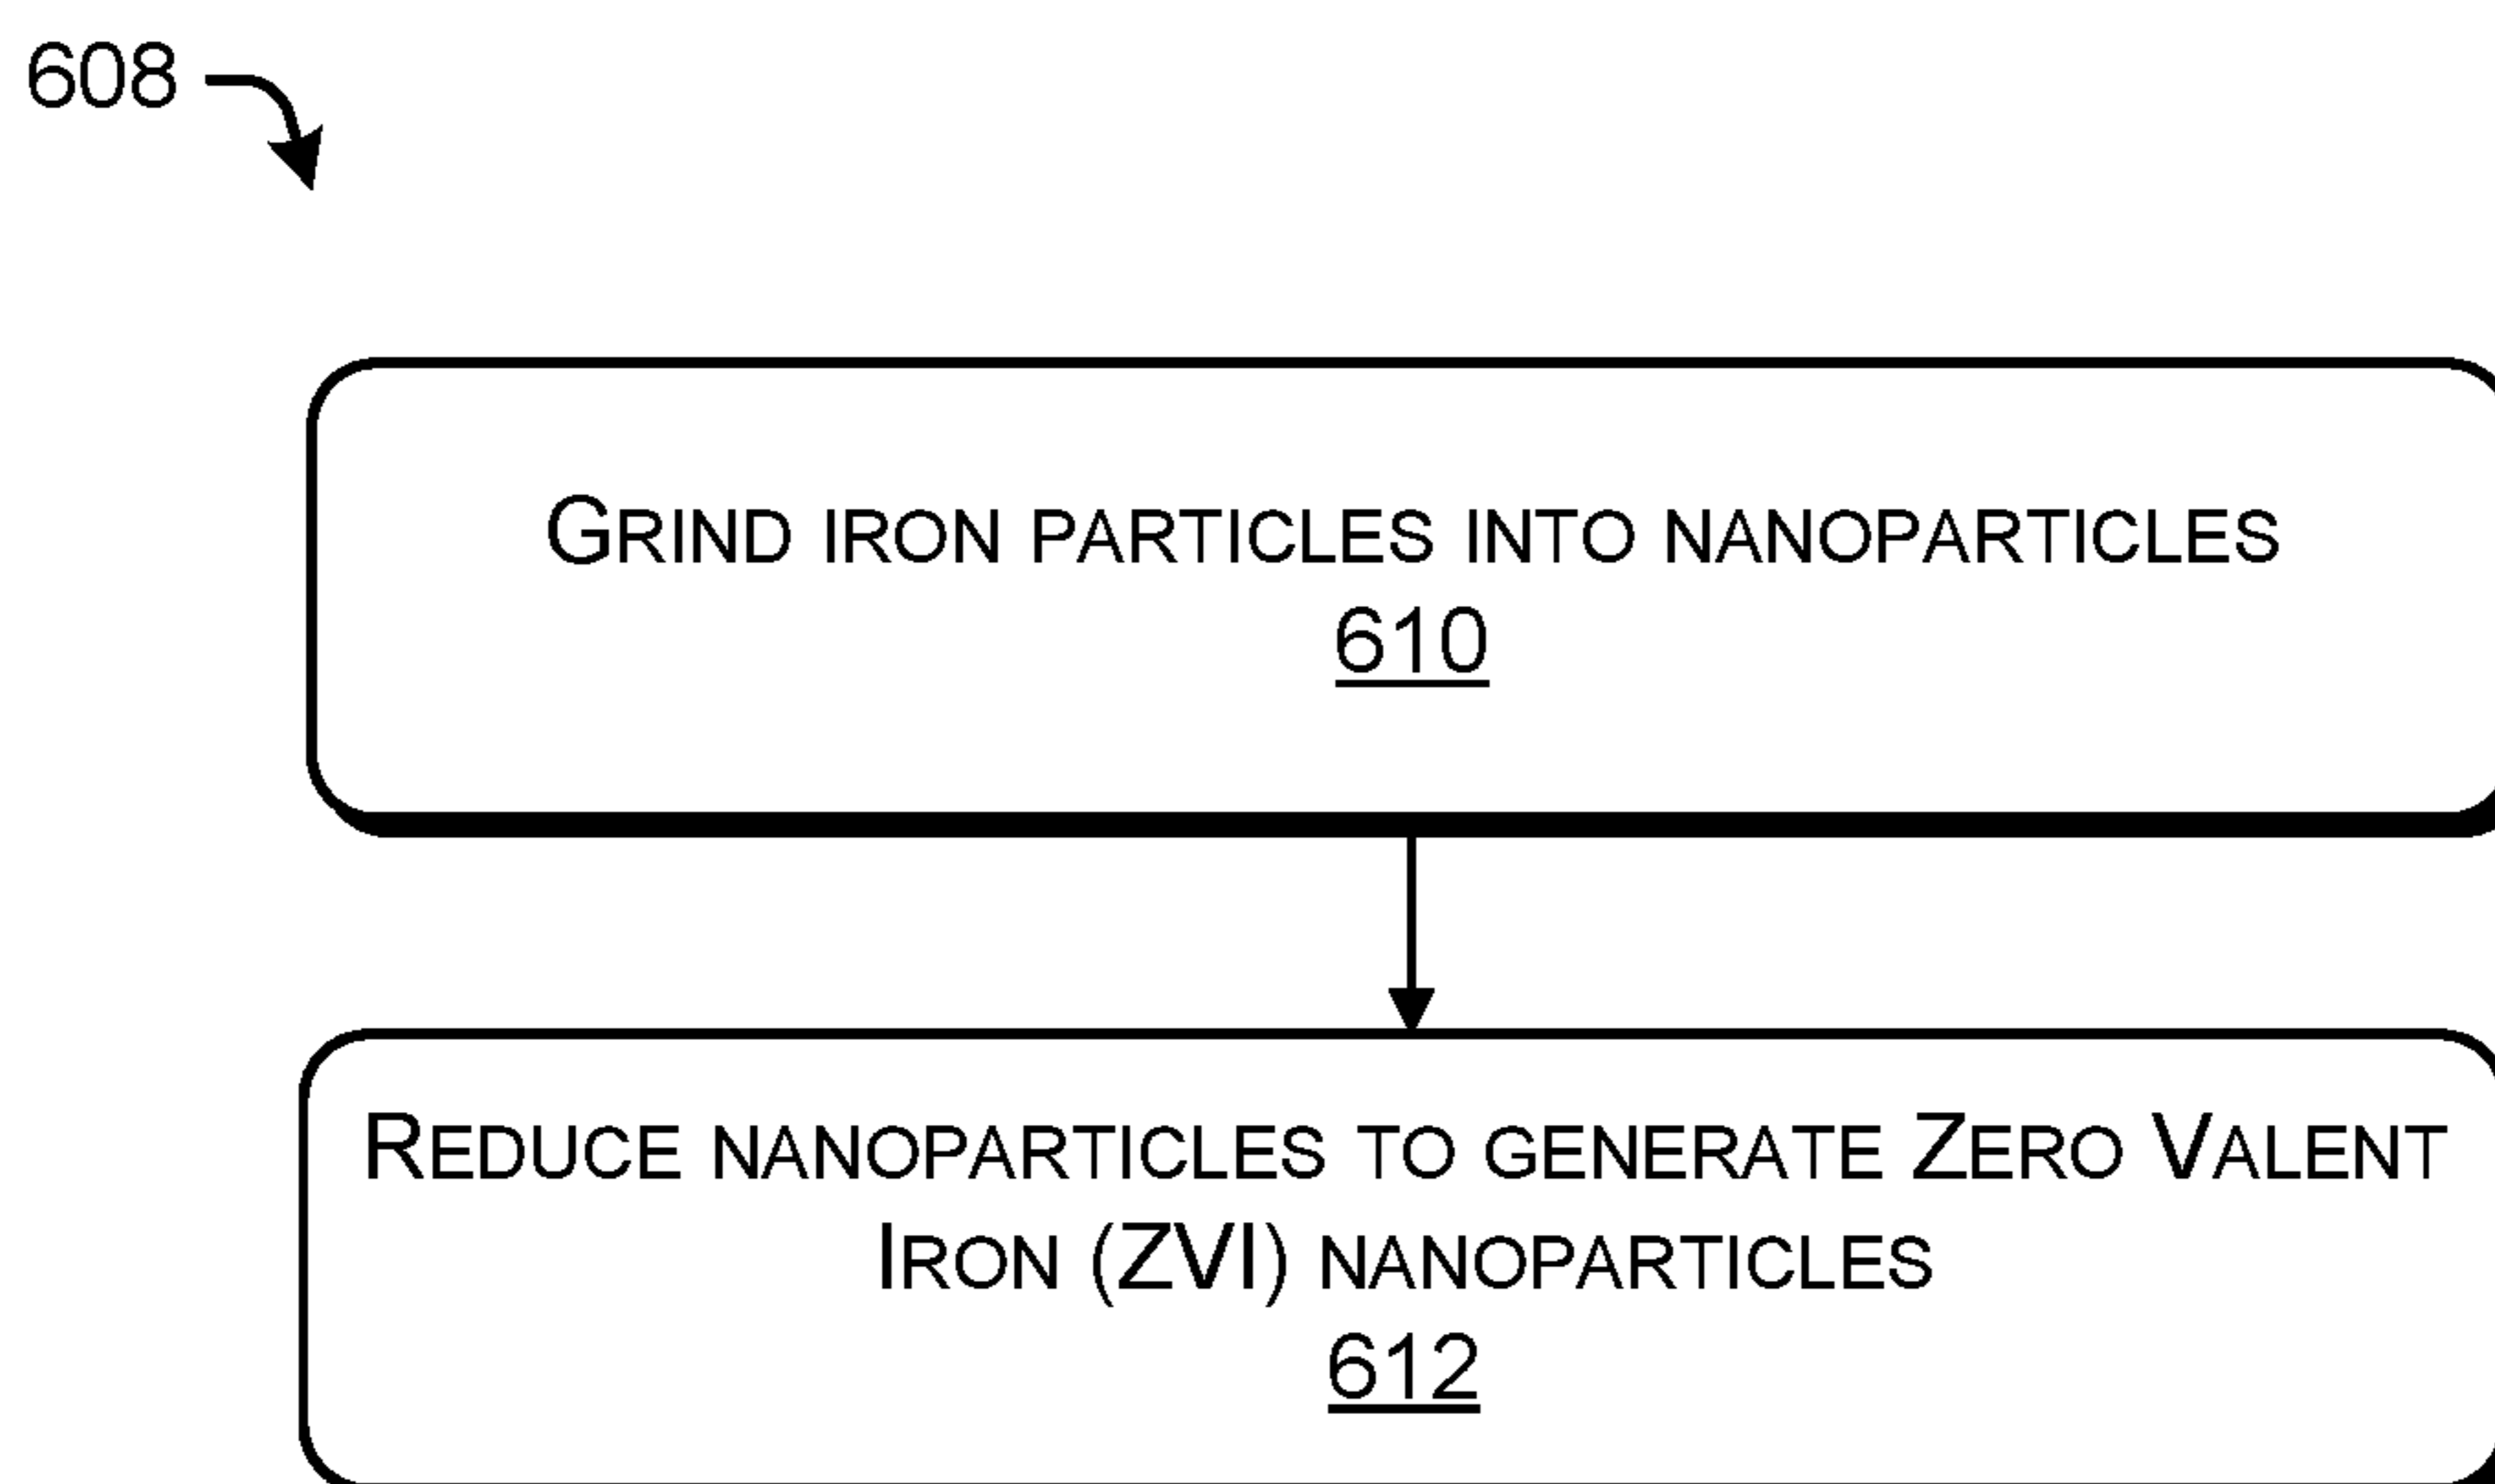 608
GRIND IRON PARTICLES INTO NANOPARTICLES
610
REDUCE NANOPARTICLES TO GENERATE ZERO VALENT
IRON (ZVI) NANOPARTICLES
612